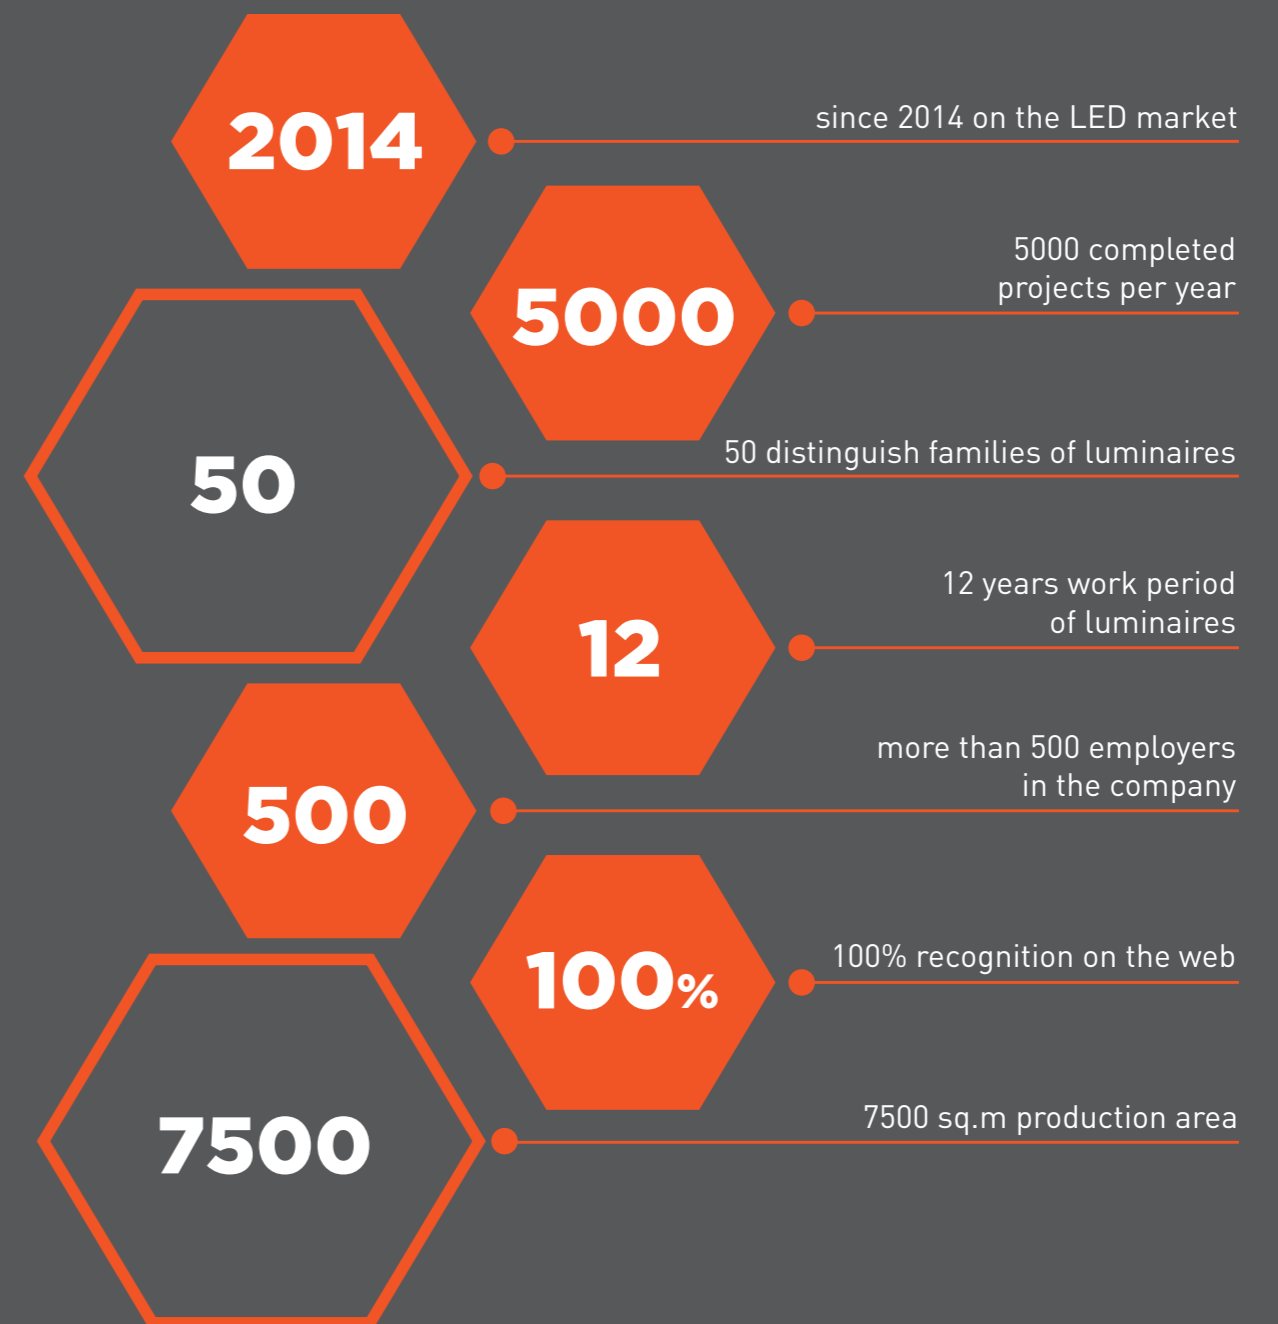 2014
since 2014 on the LED market
5000
5000 completed
projects per year
50
50 distinguish families of luminaires
12
12 years work period
of luminaires
500
more than 500 employers
in the company
100%
100% recognition on the web
7500
7500 sq.m production area